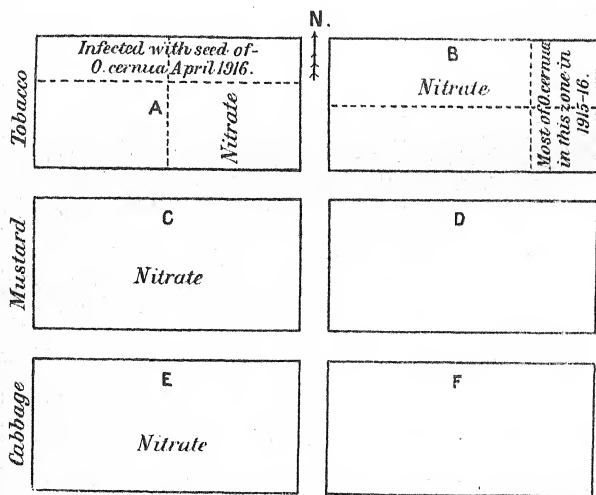 N.
Tobacco
Infected with seed of-
O. cernua April 1916.
A
Nitrate
B
Nitrate
Most of O. cernua
in this zone in
1915-16.
Mustard
C
Nitrate
D
Cabbage
E
Nitrate
F